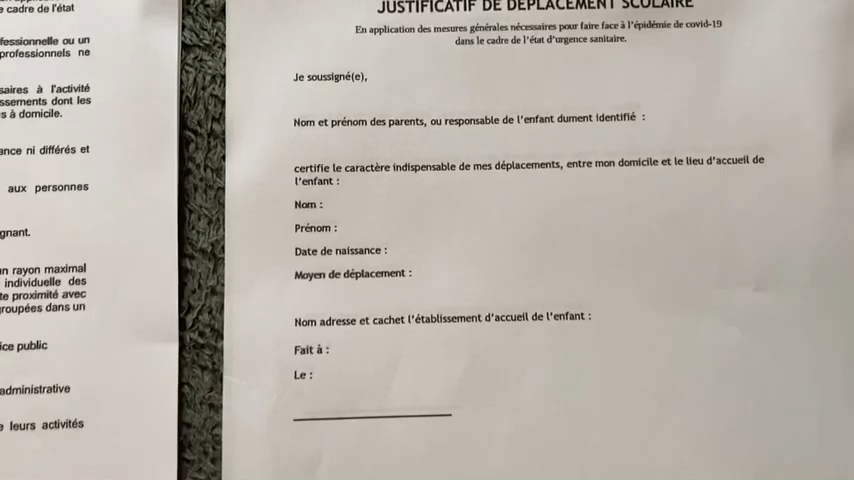 e cadre de l'état
fessionnelle ou un
professionnels ne
saires à l'activité
ssements dont les
s à domicile.
ance ni différés et
aux personnes
gnant.
un rayon maximal
individuelle des
te proximité avec
roupées dans un
ice public
administrative
e leurs activités
JUSTIFICATIF DE DEPLACEMENT SCOLAIRE
En application des mesures générales nécessaires pour faire face à l'épidémie de covid-19
dans le cadre de l'état d'urgence sanitaire.
Je soussigné(e),
Nom et prénom des parents, ou responsable de l'enfant dument identifié :
certifie le caractère indispensable de mes déplacements, entre mon domicile et le lieu d'accueil de
l'enfant :
Nom :
Prénom :
Date de naissance :
Moyen de déplacement :
Nom adresse et cachet l'établissement d'accueil de l'enfant :
Fait à :
Le :